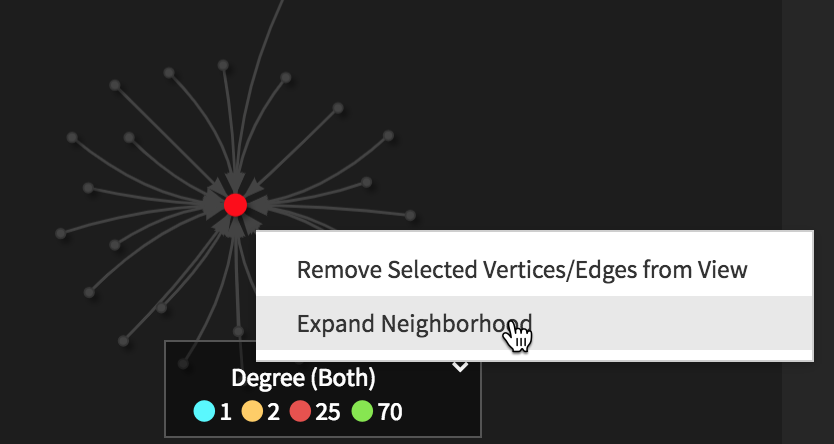 Remove Selected Vertices/Edges from View
Expand Neighborhood
Degree (Both)
1 2 25 70